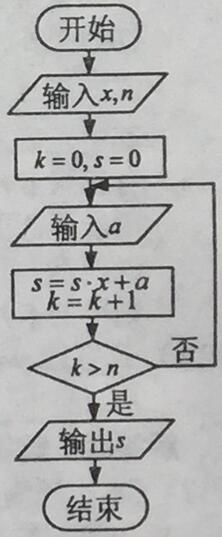 开始
输入x,n
k=0,s=0
输入a
s=s·x+a
k=k+1
k>n
否
是
输出s
结束